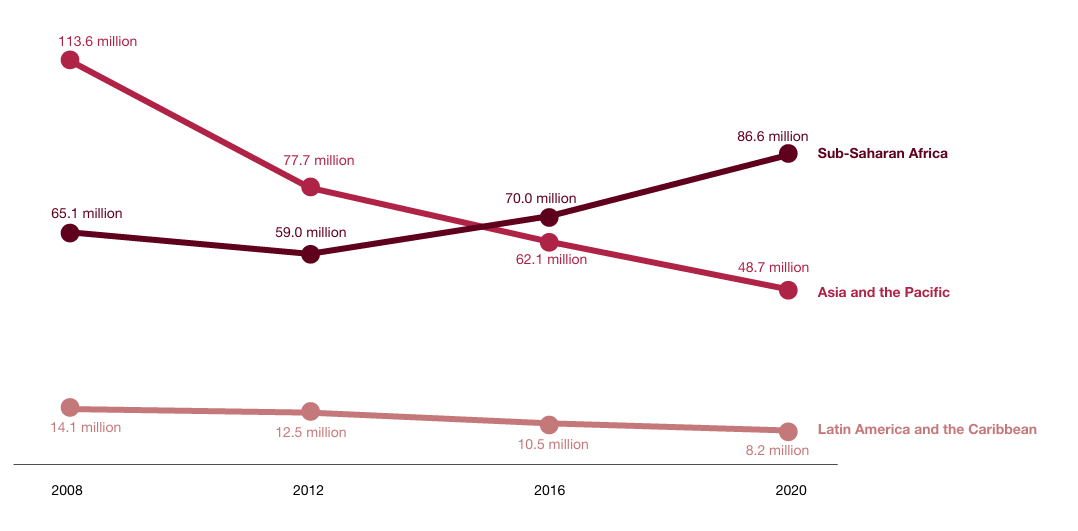 113.6 million
86.6 million
Sub-Saharan Africa
77.7 million
70.0 million
65.1 million
59.0 million
62.1 million
48.7 million
Asia and the Pacific
14.1 million
12.5 million
10.5 million
Latin America and the Caribbean
8.2 million
2008 2012 2016 2020